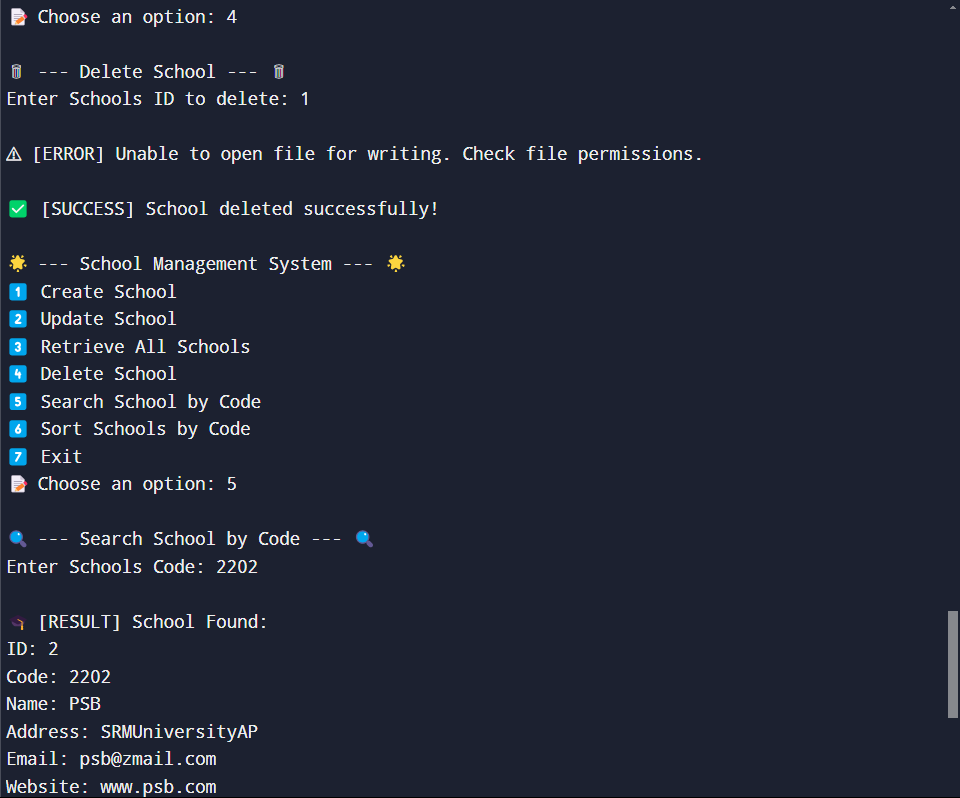 📝 Choose an option: 4
🗑 --- Delete School --- 🗑
Enter Schools ID to delete: 1
⚠ [ERROR] Unable to open file for writing. Check file permissions.
✅ [SUCCESS] School deleted successfully!
🌟 --- School Management System --- 🌟
1️⃣ Create School
2️⃣ Update School
3️⃣ Retrieve All Schools
4️⃣ Delete School
5️⃣ Search School by Code
6️⃣ Sort Schools by Code
7️⃣ Exit
📝 Choose an option: 5
🔍 --- Search School by Code --- 🔍
Enter Schools Code: 2202
🎓 [RESULT] School Found:
ID: 2
Code: 2202
Name: PSB
Address: SRMUniversityAP
Email: psb@zmail.com
Website: www.psb.com